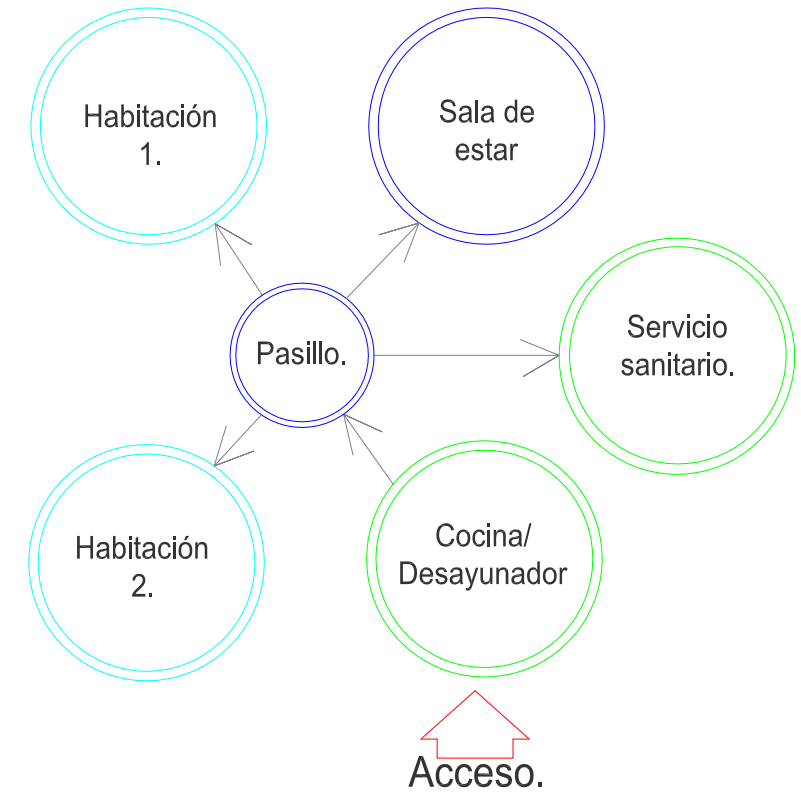 Habitación
1.
Sala de
estar
Servicio
sanitario.
Pasillo.
Habitación
2.
Cocina/
Desayunador
Acceso.